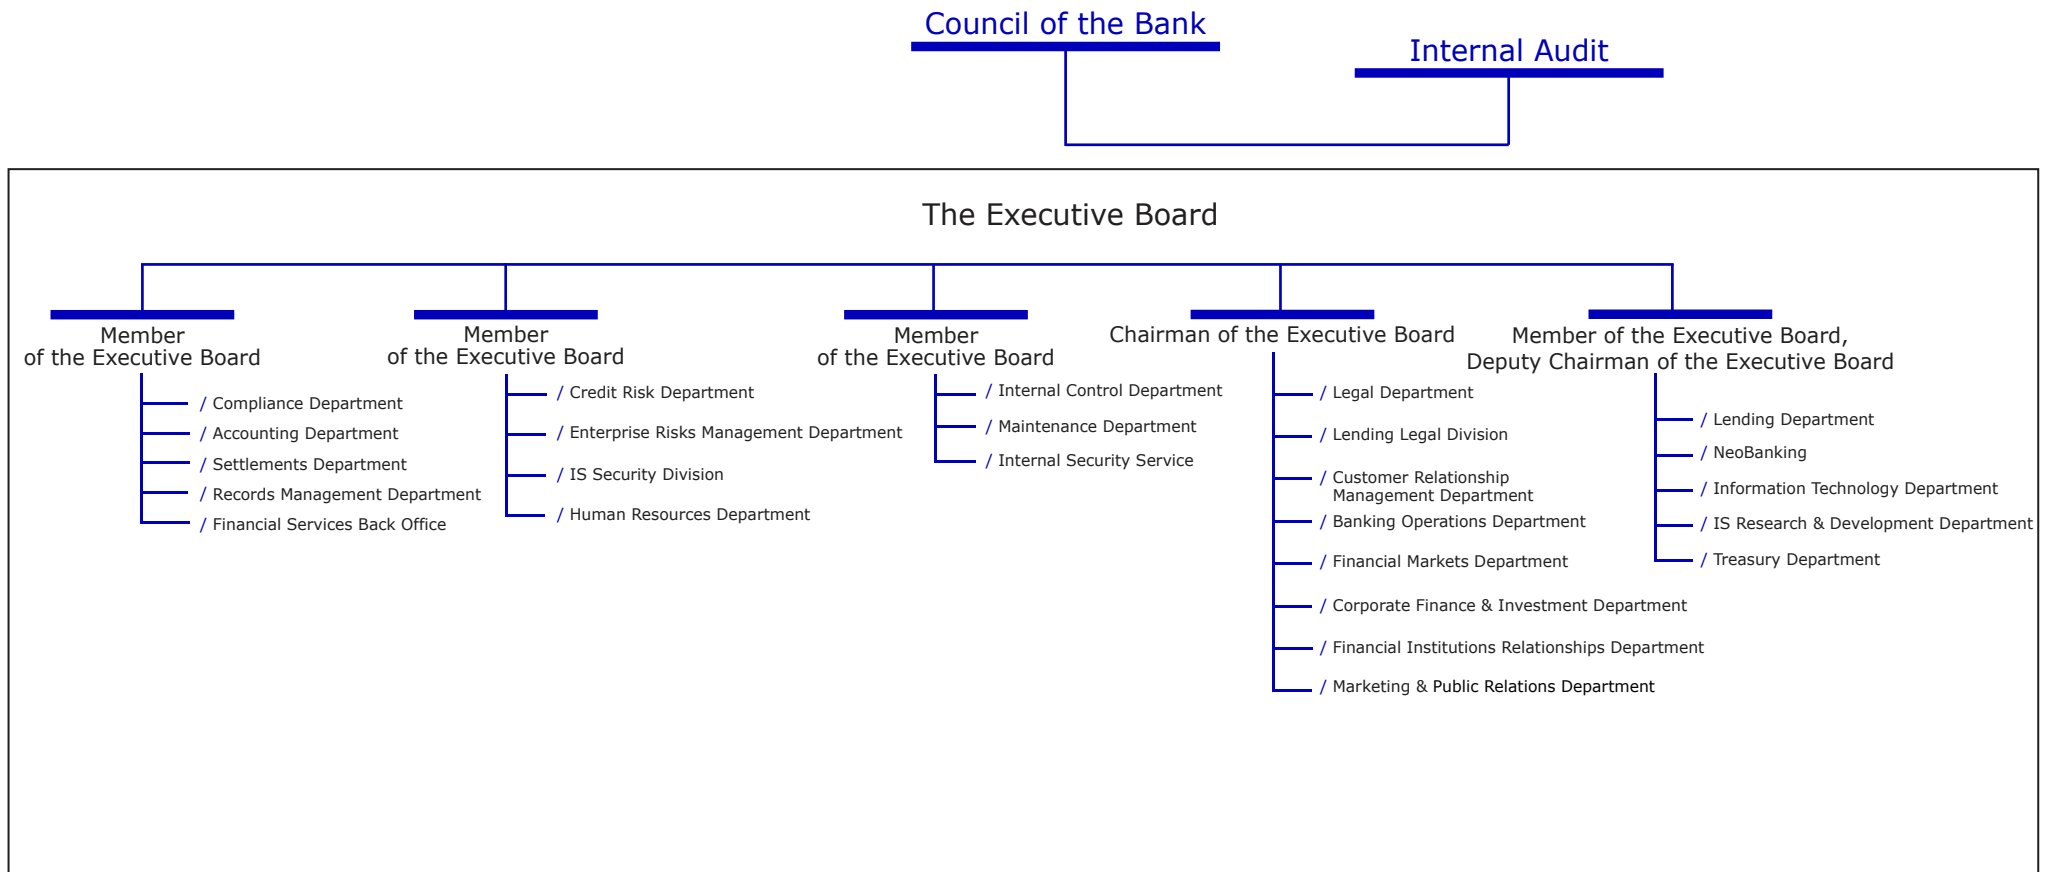 Council of the Bank
Internal Audit
The Executive Board
Member
of the Executive Board
/ Compliance Department
/ Accounting Department
/ Settlements Department
/ Records Management Department
/ Financial Services Back Office
Member
of the Executive Board
/ Credit Risk Department
/ Enterprise Risks Management Department
/ IS Security Division
/ Human Resources Department
Member
of the Executive Board
/ Internal Control Department
/ Maintenance Department
/ Internal Security Service
Chairman of the Executive Board
/ Legal Department
/ Lending Legal Division
/ Customer Relationship
Management Department
/ Banking Operations Department
/ Financial Markets Department
/ Corporate Finance & Investment Department
/ Financial Institutions Relationships Department
/ Marketing & Public Relations Department
Member of the Executive Board,
Deputy Chairman of the Executive Board
/ Lending Department
/ NeoBanking
/ Information Technology Department
/ IS Research & Development Department
/ Treasury Department